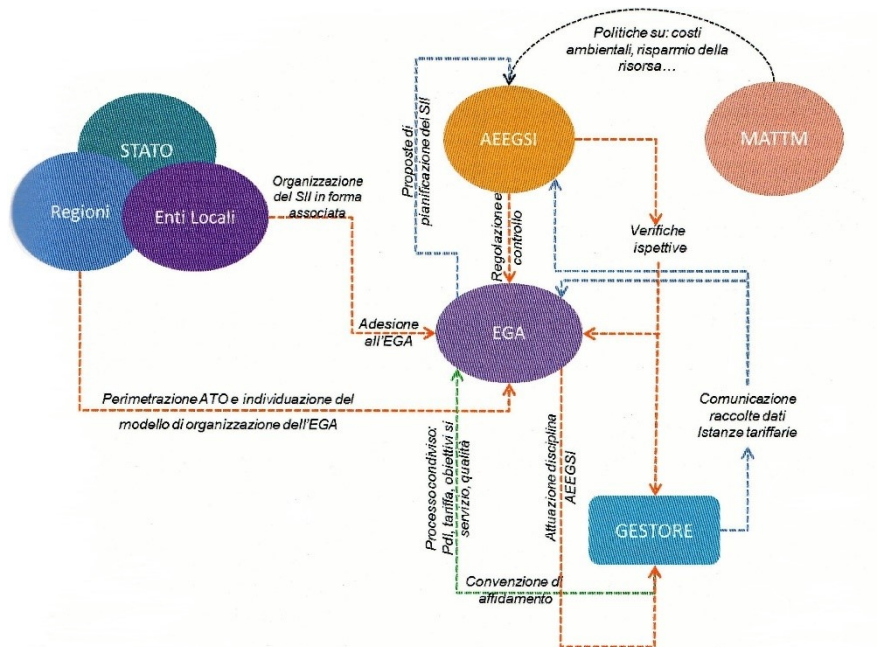 Politiche su: costi
ambientali, risparmio della
risorsa…
STATO
Regioni
Enti Locali
Organizzazione
del SII in forma
associata
Proposte di
pianificazione del SII
AEEGSI
MATTM
Regolazione e
controllo
Verifiche
ispettive
Adesione
all'EGA
EGA
Perimetrazione ATO e individuazione del
modello di organizzazione dell'EGA
Processo condiviso:
PdI, tariffa, obiettivi si
servizio, qualità
Attuazione disciplina
AEEGSI
Comunicazione
raccolte dati
Istanze tariffarie
GESTORE
Convenzione di
affidamento